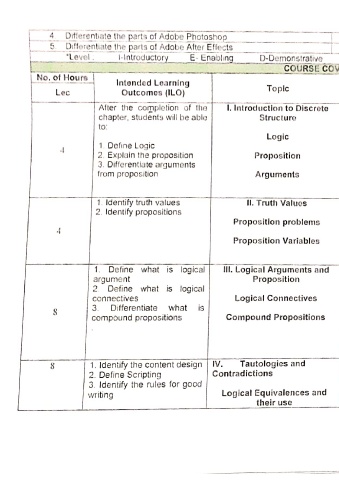 4. Differentiate the parts of Adobe Photoshop
5. Differentiate the parts of Adobe After Effects
*Level : I-Introductory E- Enabling D-Demonstrative
COURSE COV
No. of Hours
Lec
Intended Learning
Outcomes (ILO)
Topic
4
After the completion of the
chapter, students will be able
to:
1. Define Logic
2. Explain the proposition
3. Differentiate arguments
from proposition
I. Introduction to Discrete
Structure
Logic
Proposition
Arguments
4
1. Identify truth values
2. Identify propositions
II. Truth Values
Proposition problems
Proposition Variables
8
1. Define what is logical
argument
2. Define what is logical
connectives
3. Differentiate what is
compound propositions
III. Logical Arguments and
Proposition
Logical Connectives
Compound Propositions
8
1. Identify the content design
2. Define Scripting
3. Identify the rules for good
writing
IV. Tautologies and
Contradictions
Logical Equivalences and
their use